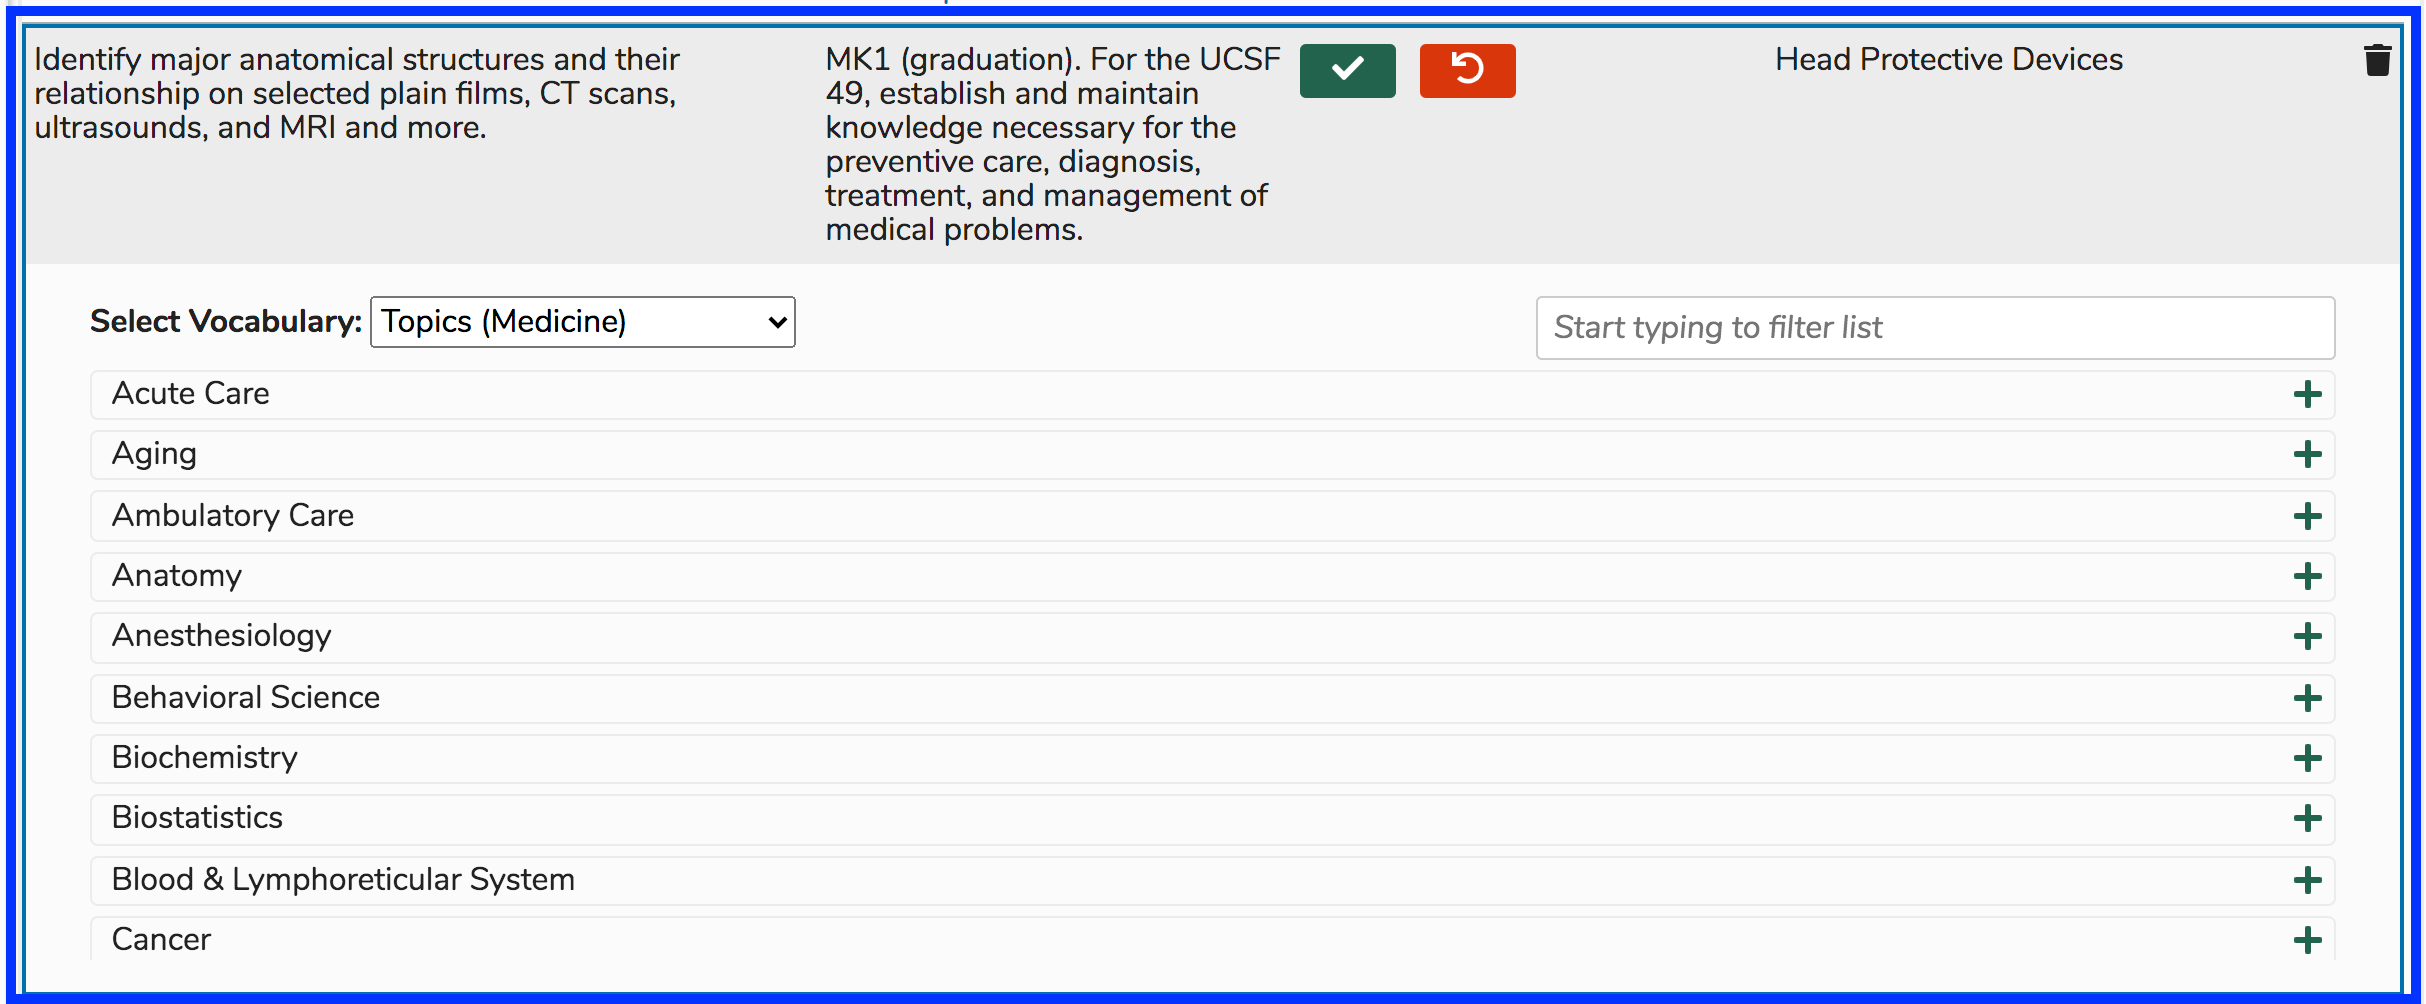 Identify major anatomical structures and their
relationship on selected plain films, CT scans,
ultrasounds, and MRI and more.
MK1 (graduation). For the UCSF
49, establish and maintain
knowledge necessary for the
preventive care, diagnosis,
treatment, and management of
medical problems.
Head Protective Devices
Select Vocabulary: Topics (Medicine)
Start typing to filter list
Acute Care
Aging
Ambulatory Care
Anatomy
Anesthesiology
Behavioral Science
Biochemistry
Biostatistics
Blood & Lymphoreticular System
Cancer